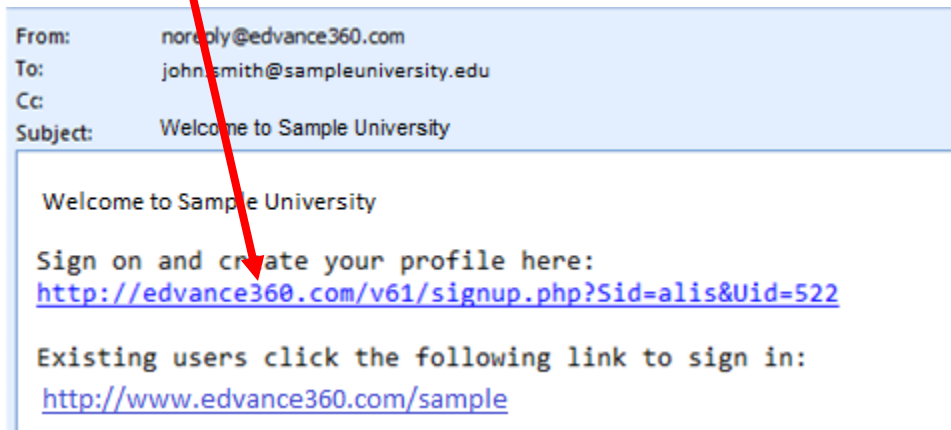 From: noreply@edvance360.com
To: john.smith@sampleuniversity.edu
Cc:
Subject: Welcome to Sample University
Welcome to Sample University
Sign on and create your profile here:
http://edvance360.com/v61/signup.php?Sid=alis&Uid=522
Existing users click the following link to sign in:
http://www.edvance360.com/sample